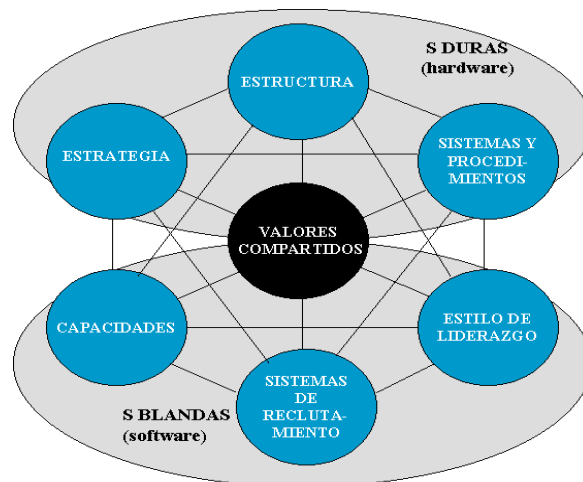 S DURAS
(hardware)
ESTRUCTURA
ESTRATEGIA
SISTEMAS Y
PROCEDI-
MIENTOS
VALORES
COMPARTIDOS
CAPACIDADES
ESTILO DE
LIDERAZGO
SISTEMAS
DE
RECLUTA-
MIENTO
S BLANDAS
(software)